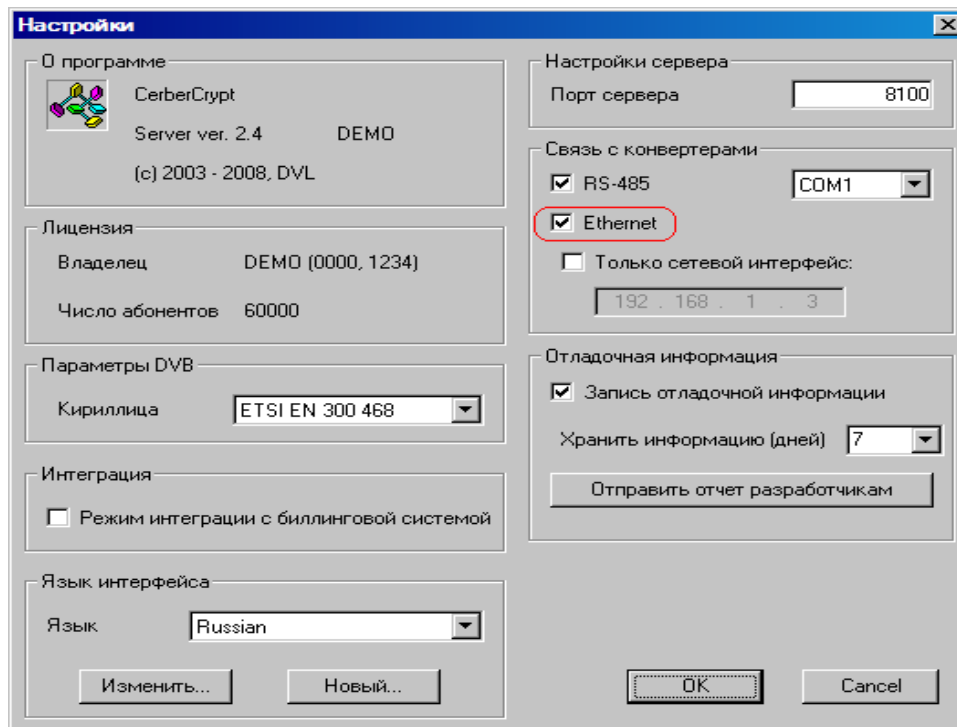 Настройки
О программе
CerberCrypt
Server ver. 2.4 DEMO
(c) 2003 - 2008, DVL
Лицензия
Владелец DEMO (0000, 1234)
Число абонентов 60000
Параметры DVB
Кириллица ETSI EN 300 468
Интеграция
Режим интеграции с биллинговой системой
Язык интерфейса
Язык Russian
Изменить... Новый...
Настройки сервера
Порт сервера 8100
Связь с конвертерами
RS-485 COM1
Ethernet
Только сетевой интерфейс:
192 . 168 . 1 . 3
Отладочная информация
Запись отладочной информации
Хранить информацию (дней) 7
Отправить отчет разработчикам
OK Cancel